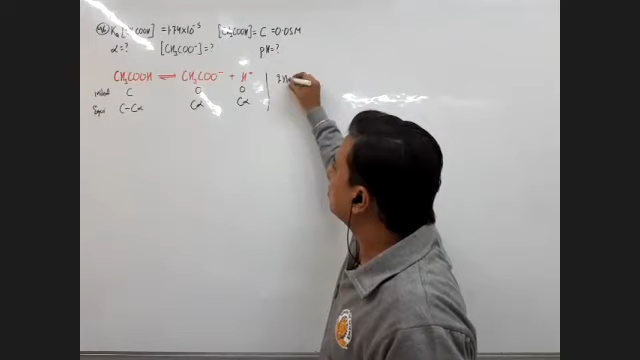 Ka [CH₃COOH] = 1.74×10⁻⁵ [CH₃COOH] = C = 0.05M
α = ? [CH₃COO⁻] = ? pH = ?
CH₃COOH ⇌ CH₃COO⁻ + H⁺
Initial C 0 0
Equi C-Cα Cα Cα